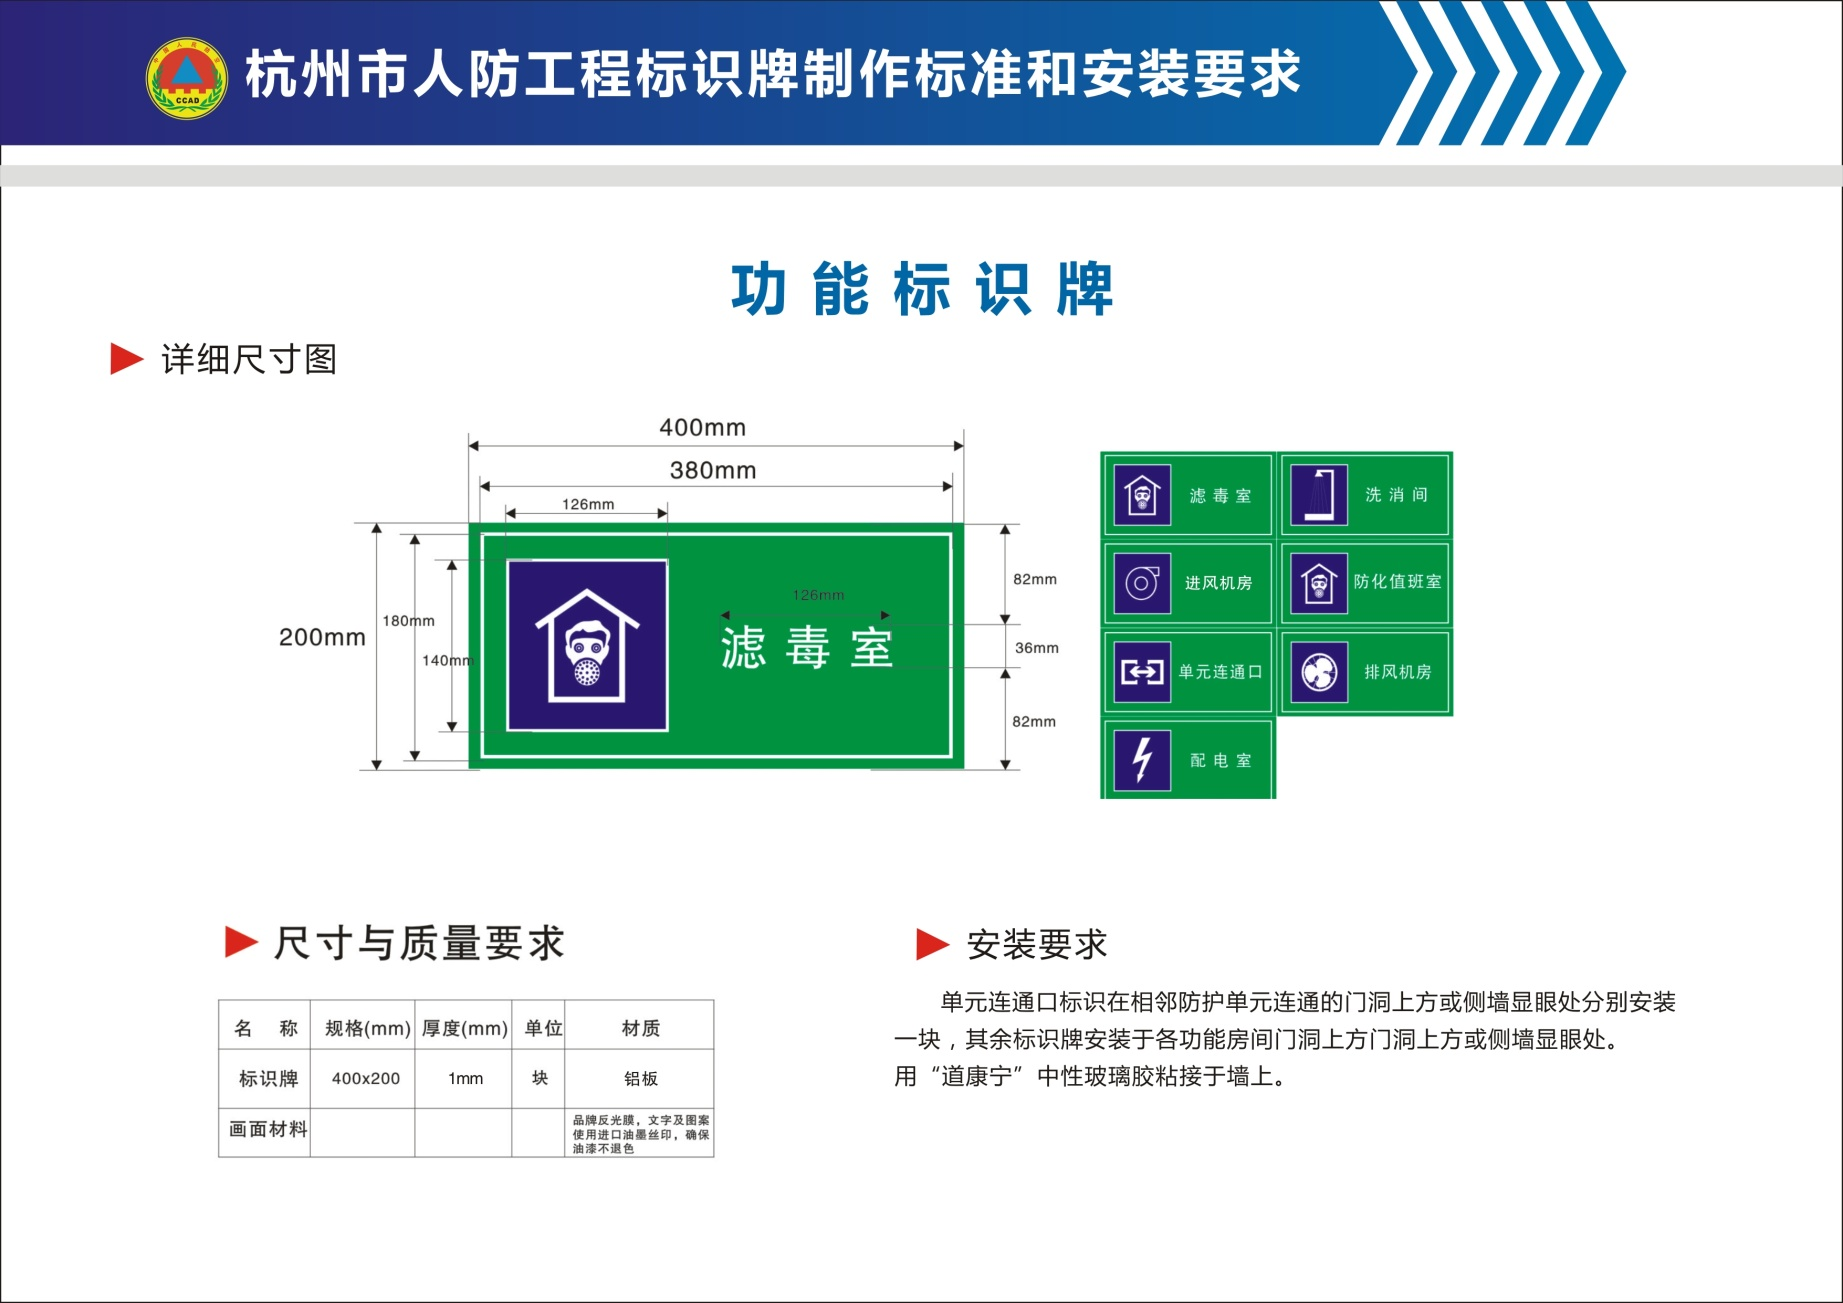 杭州市人防工程标识牌制作标准和安装要求
CCAD
功能标识牌
详细尺寸图
400mm
380mm
126mm
200mm
180mm
140mm
126mm
滤毒室
82mm
36mm
82mm
滤毒室
洗消间
进风机房
防化值班室
单元连通口
排风机房
配电室
尺寸与质量要求
名 称 规格(mm) 厚度(mm) 单位 材质
标识牌 400x200 1mm 块 铝板
画面材料
品牌反光膜，文字及图案
使用进口油墨丝印，确保
油漆不退色
安装要求
单元连通口标识在相邻防护单元连通的门洞上方或侧墙显眼处分别安装
一块，其余标识牌安装于各功能房间门洞上方门洞上方或侧墙显眼处。
用“道康宁”中性玻璃胶粘接于墙上。